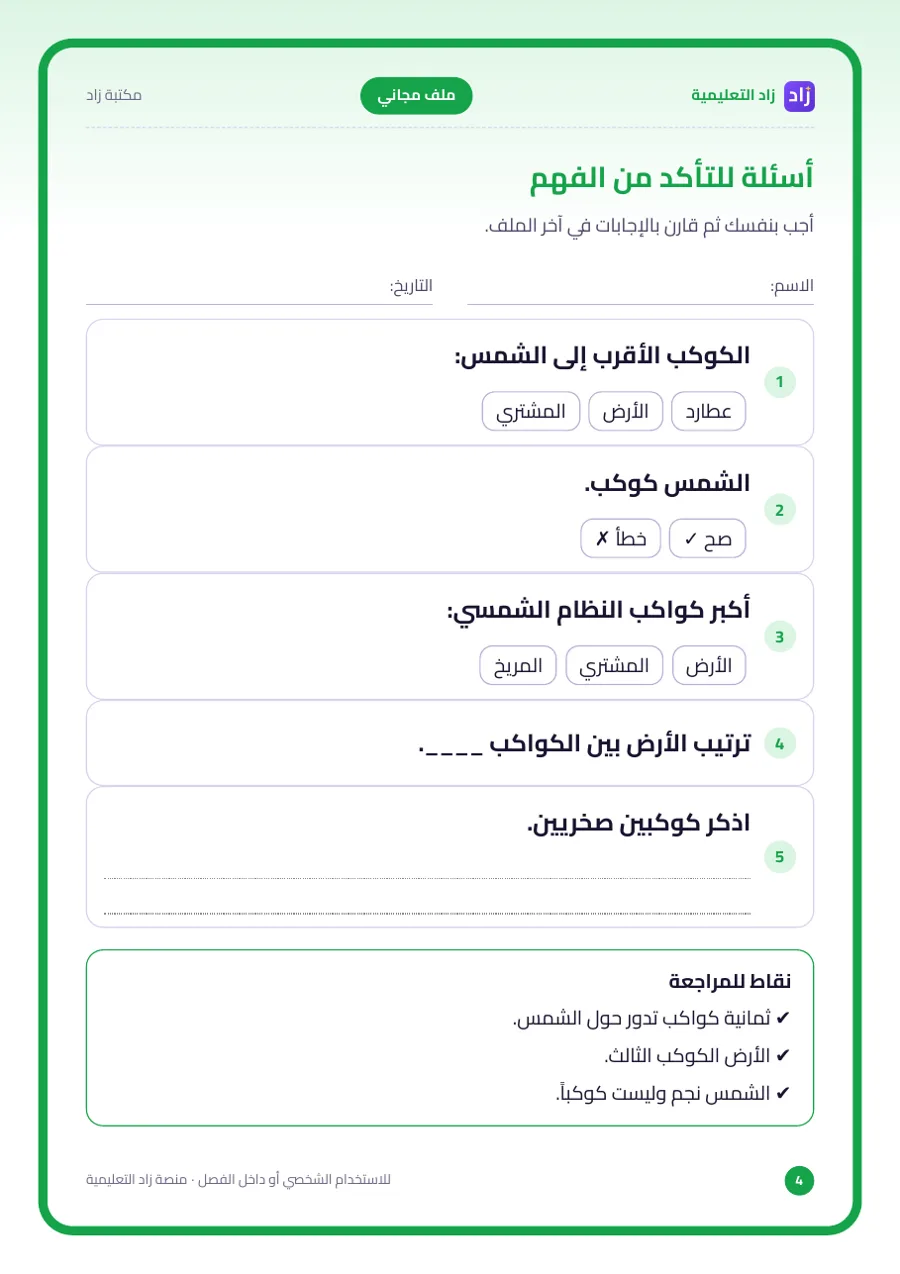 زاد زاد التعليمية
ملف مجاني
مكتبة زاد
أسئلة للتأكد من الفهم
أجب بنفسك ثم قارن بالإجابات في آخر الملف.
الاسم:
التاريخ:
1
الكوكب الأقرب إلى الشمس:
عطارد
الأرض
المشتري
2
الشمس كوكب.
صح ✓
خطأ ✗
3
أكبر كواكب النظام الشمسي:
الأرض
المشتري
المريخ
4
ترتيب الأرض بين الكواكب ____.
5
اذكر كوكبين صخريين.
نقاط للمراجعة
✔ ثمانية كواكب تدور حول الشمس.
✔ الأرض الكوكب الثالث.
✔ الشمس نجم وليست كوكباً.
4
للاستخدام الشخصي أو داخل الفصل · منصة زاد التعليمية